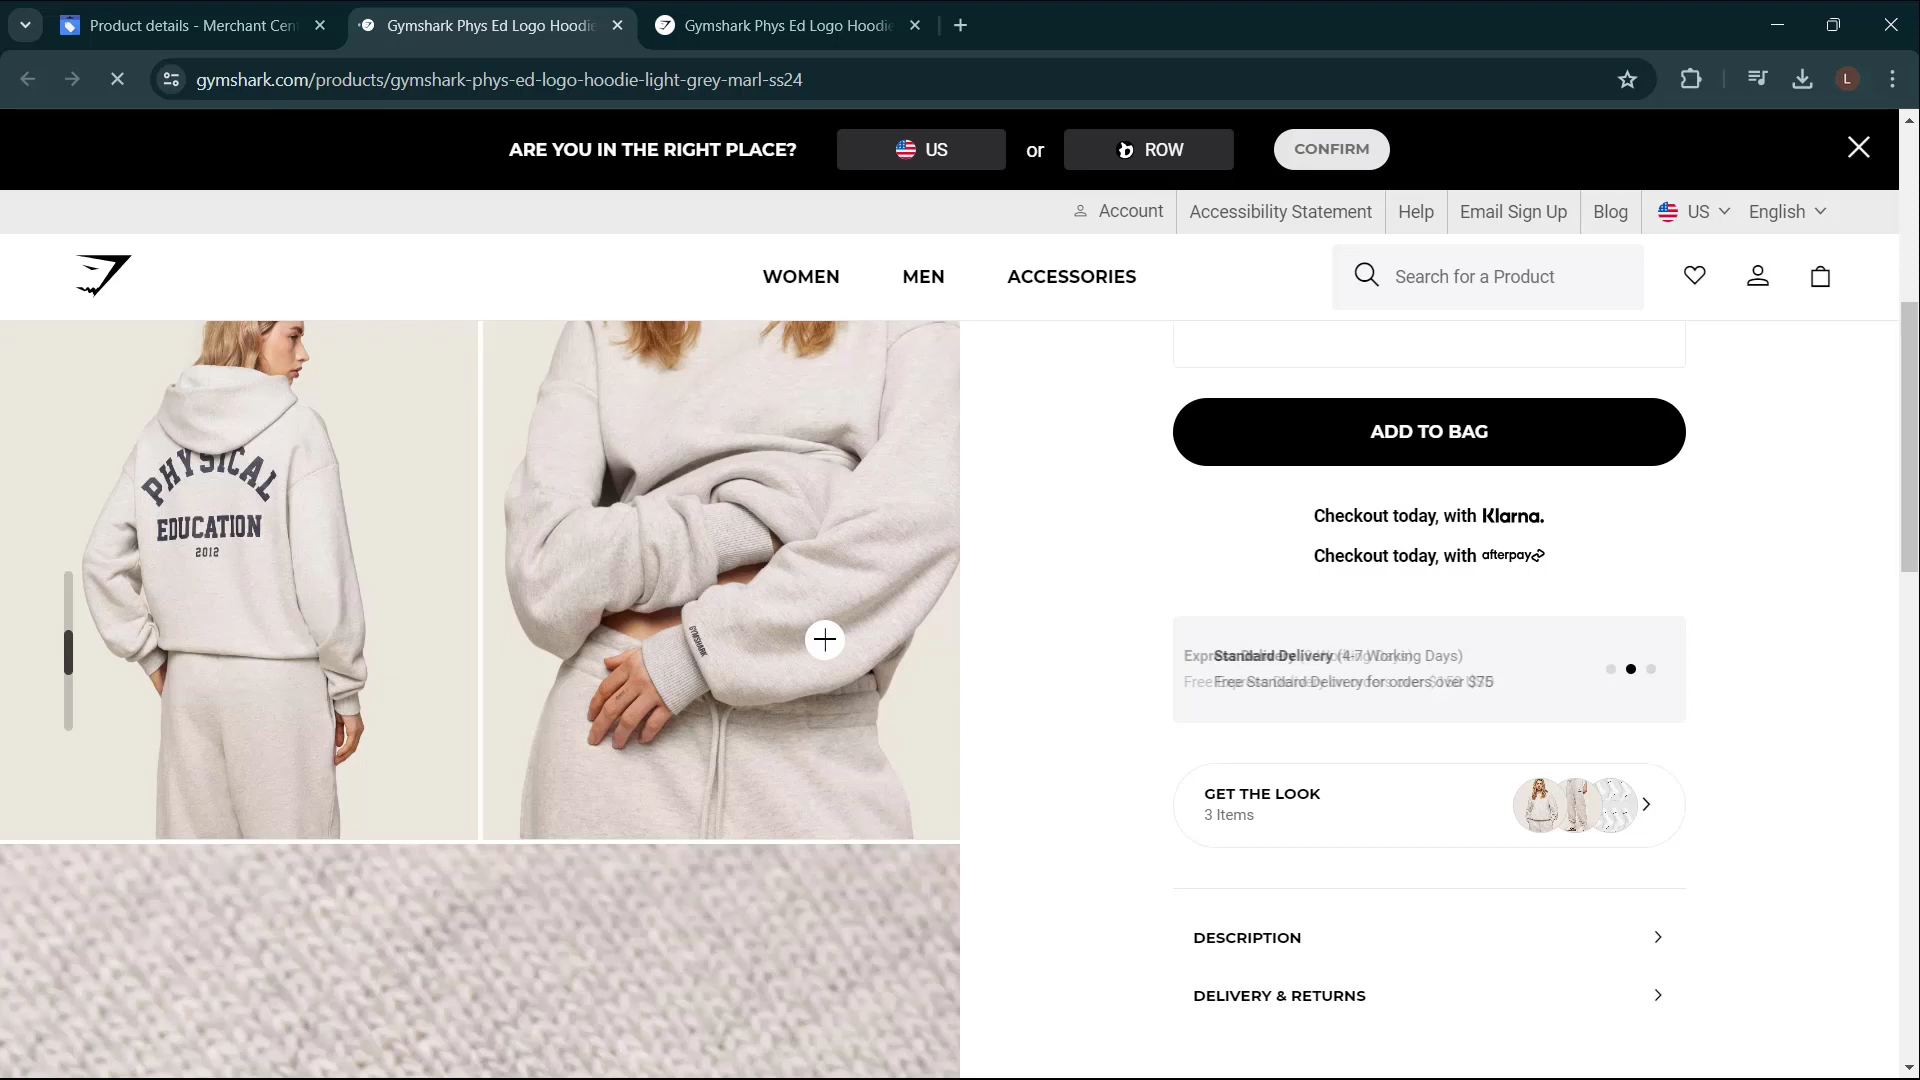 Product details - Merchant Cen
Gymshark Phys Ed Logo Hoodie
Gymshark Phys Ed Logo Hoodie
gymshark.com/products/gymshark-phys-ed-logo-hoodie-light-grey-marl-ss24
L
ARE YOU IN THE RIGHT PLACE?
US
or
ROW
CONFIRM
Account
Accessibility Statement
Help
Email Sign Up
Blog
US
English
WOMEN
MEN
ACCESSORIES
Search for a Product
PHYSICAL
EDUCATION
2012
GYMSHARK
ADD TO BAG
Checkout today, with Klarna.
Checkout today, with afterpay
Standard Delivery (4-7 Working Days)
Free Standard Delivery for orders over $75
GET THE LOOK
3 Items
DESCRIPTION
DELIVERY & RETURNS